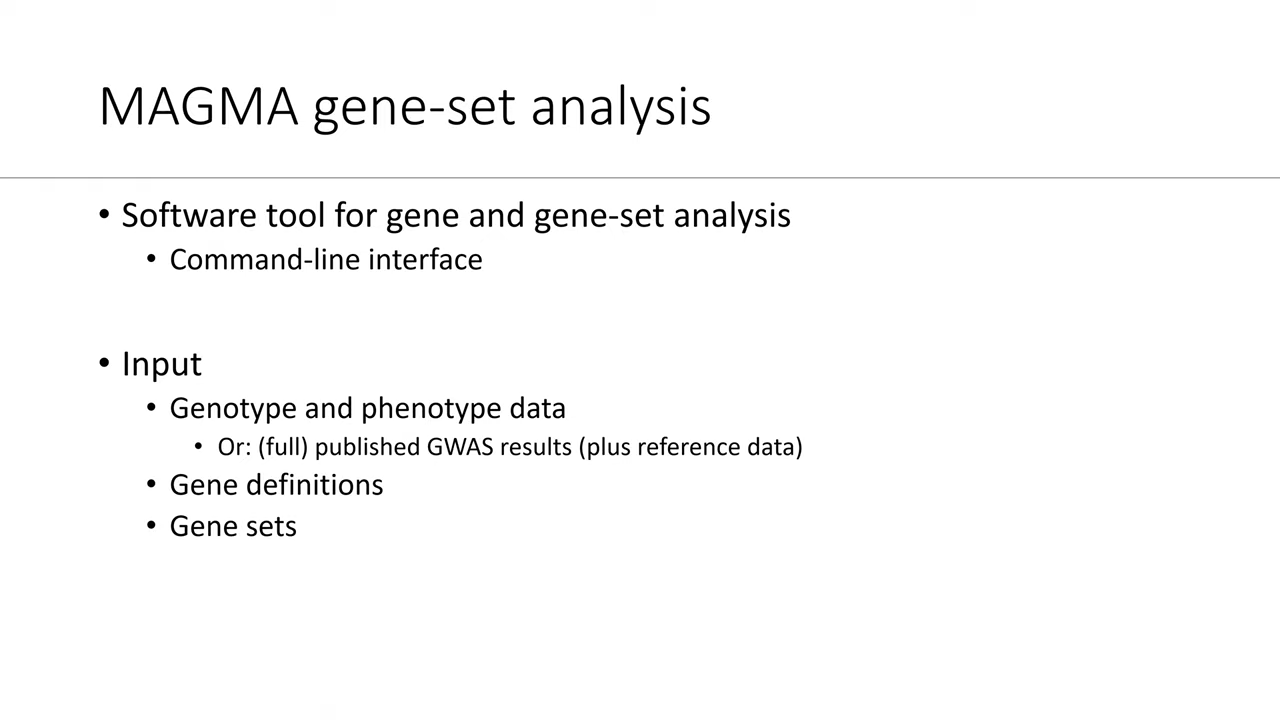 MAGMA gene-set analysis
• Software tool for gene and gene-set analysis
• Command-line interface
• Input
• Genotype and phenotype data
• Or: (full) published GWAS results (plus reference data)
• Gene definitions
• Gene sets